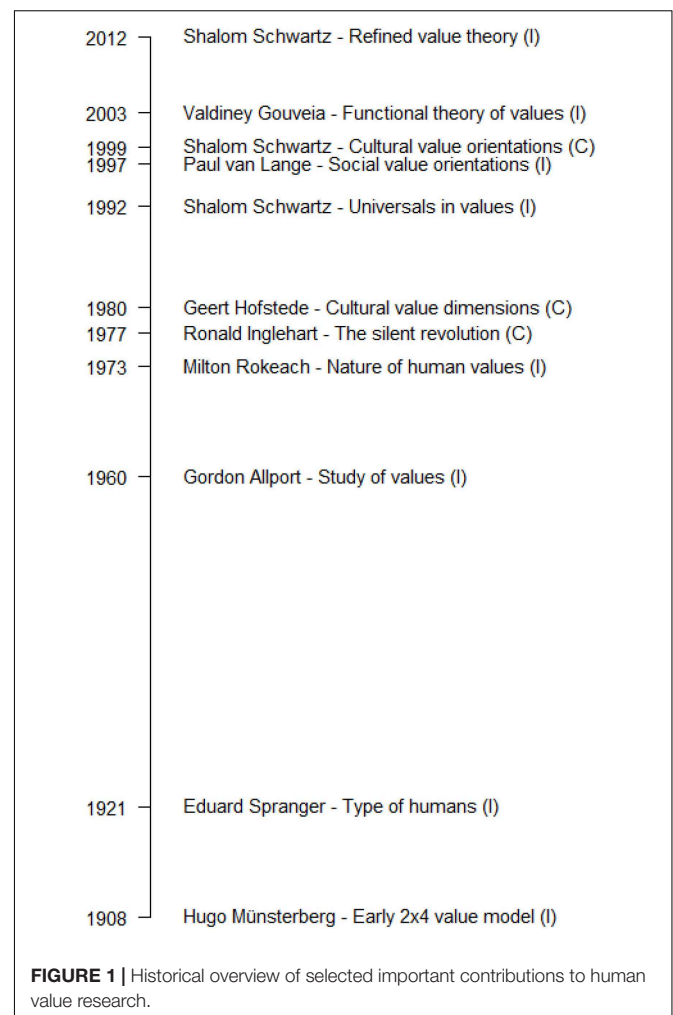 2012 Shalom Schwartz - Refined value theory (I)
2003 Valdiney Gouveia - Functional theory of values (I)
1999 Shalom Schwartz - Cultural value orientations (C)
1997 Paul van Lange - Social value orientations (I)
1992 Shalom Schwartz - Universals in values (I)
1980 Geert Hofstede - Cultural value dimensions (C)
1977 Ronald Inglehart - The silent revolution (C)
1973 Milton Rokeach - Nature of human values (I)
1960 Gordon Allport - Study of values (I)
1921 Eduard Spranger - Type of humans (I)
1908 Hugo Münsterberg - Early 2x4 value model (I)
FIGURE 1 | Historical overview of selected important contributions to human
value research.